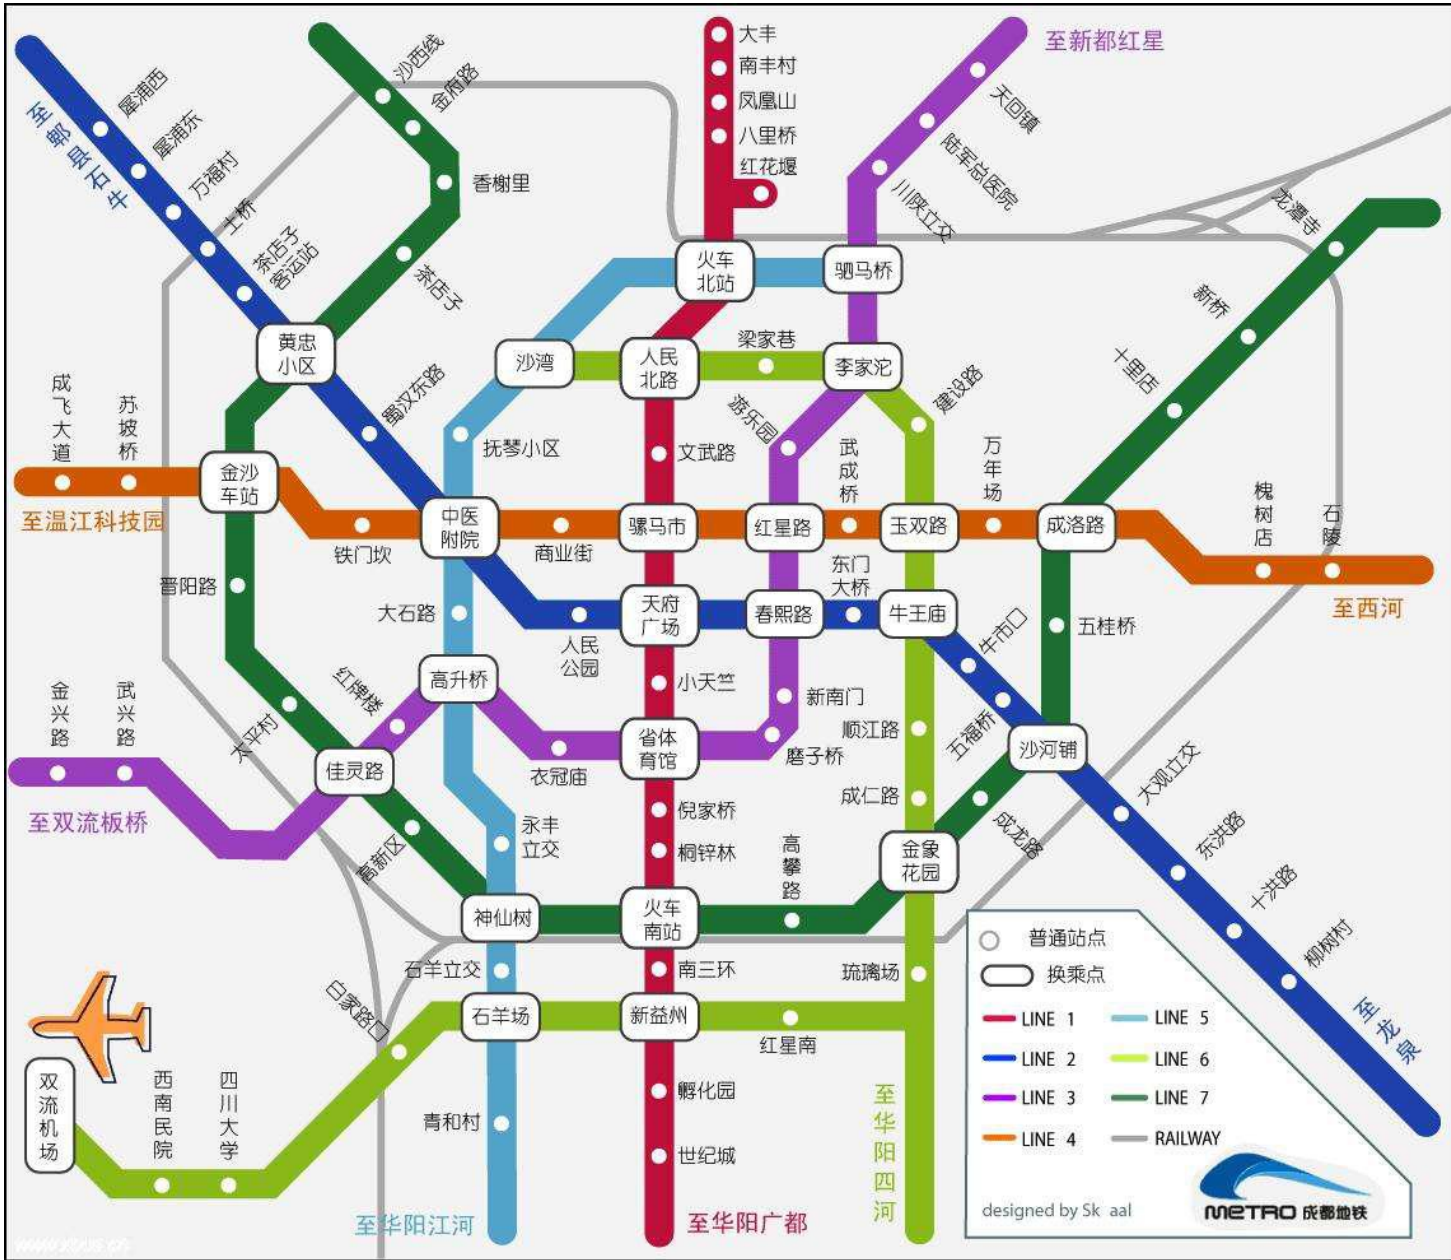 大丰
南丰村
凤凰山
八里桥
红花堰
至新都红星
天回镇
陆军总医院
川陕立交
沙西线
金府路
香榭里
茶店子
至郫县石牛
犀浦西
犀浦东
万福村
土桥
茶店子
客运站
龙潭寺
新桥
十里店
火车
北站
驷马桥
黄忠
小区
沙湾
人民
北路
梁家巷
李家沱
建设路
游乐园
蜀汉东路
抚琴小区
文武路
武成桥
万年场
成飞大道
苏坡桥
金沙
车站
至温江科技园
铁门坎
中医
附院
商业街
骡马市
红星路
玉双路
成洛路
槐树店
石陵
至西河
晋阳路
大石路
人民
公园
天府
广场
春熙路
东门
大桥
牛王庙
牛市口
五桂桥
金兴路
武兴路
红牌楼
高升桥
小天竺
新南门
顺江路
五福桥
沙河铺
大观立交
太平村
佳灵路
衣冠庙
省体
育馆
磨子桥
至双流板桥
高新区
永丰
立交
倪家桥
桐锌林
高攀路
成仁路
金象
花园
成龙路
东洪路
十洪路
柳树村
至龙泉
神仙树
火车
南站
石羊立交
南三环
琉璃场
白家路口
石羊场
新益州
红星南
双流机场
西南民院
四川大学
青和村
孵化园
世纪城
至华阳江河
至华阳广都
至华阳四河
普通站点
换乘点
LINE 1
LINE 5
LINE 2
LINE 6
LINE 3
LINE 7
LINE 4
RAILWAY
designed by Sk aal
METRO 成都地铁